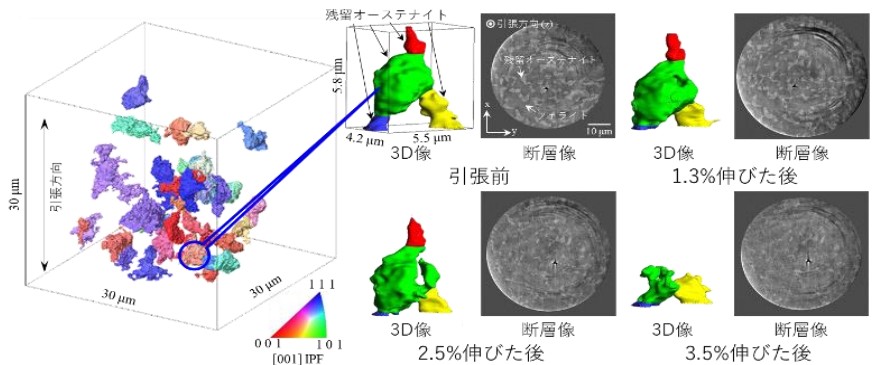 残留オーステナイト
30 µm
引張方向
30 µm
30 µm
1 1 1
0 0 1
1 0 1
[001] IPF
5.8 µm
4.2 µm
5.5 µm
3D像
引張方向(z)
残留オーステナイト
フェライト
x
y
10 µm
断層像
引張前
3D像
断層像
1.3%伸びた後
3D像
断層像
2.5%伸びた後
3D像
断層像
3.5%伸びた後